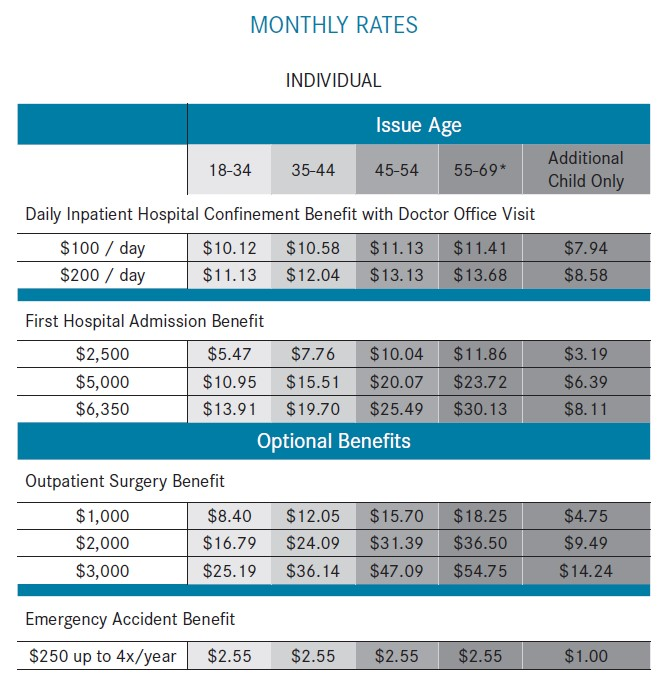 MONTHLY RATES
INDIVIDUAL
Issue Age
18-34 35-44 45-54 55-69* Additional Child Only
Daily Inpatient Hospital Confinement Benefit with Doctor Office Visit
$100 / day $10.12 $10.58 $11.13 $11.41 $7.94
$200 / day $11.13 $12.04 $13.13 $13.68 $8.58
First Hospital Admission Benefit
$2,500 $5.47 $7.76 $10.04 $11.86 $3.19
$5,000 $10.95 $15.51 $20.07 $23.72 $6.39
$6,350 $13.91 $19.70 $25.49 $30.13 $8.11
Optional Benefits
Outpatient Surgery Benefit
$1,000 $8.40 $12.05 $15.70 $18.25 $4.75
$2,000 $16.79 $24.09 $31.39 $36.50 $9.49
$3,000 $25.19 $36.14 $47.09 $54.75 $14.24
Emergency Accident Benefit
$250 up to 4x/year $2.55 $2.55 $2.55 $2.55 $1.00